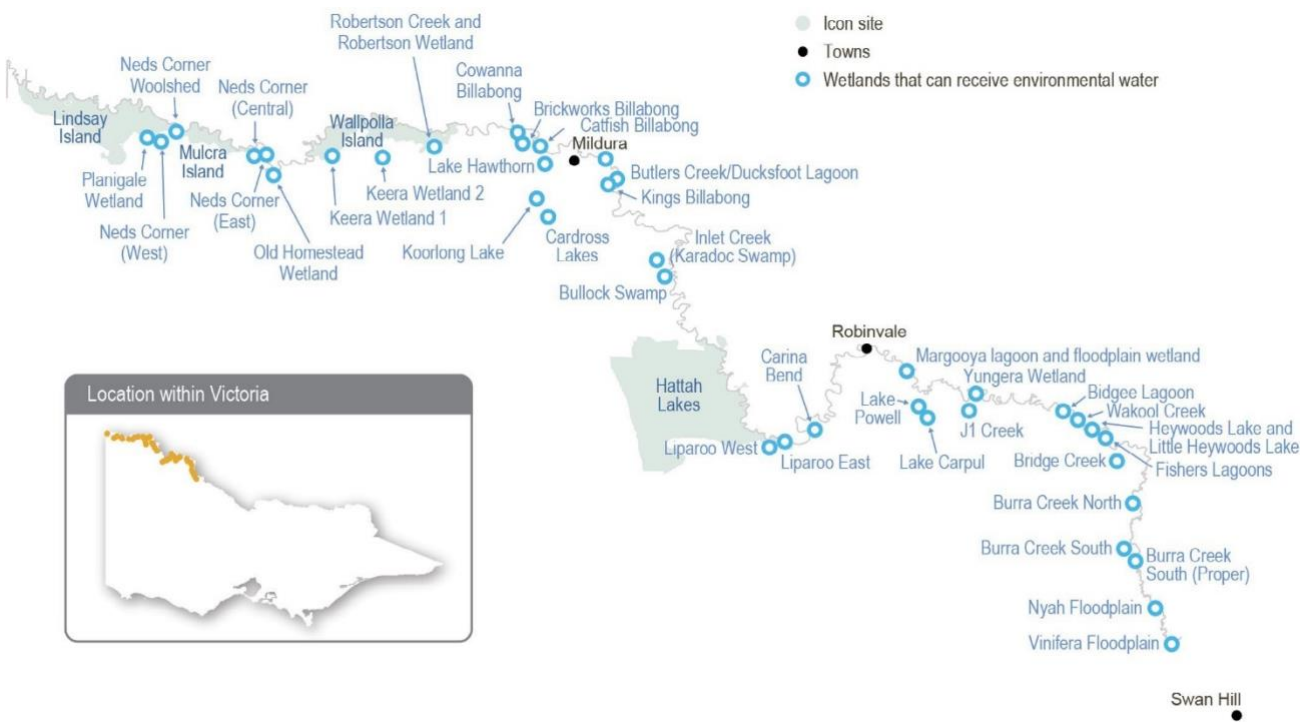 Icon site
Towns
Wetlands that can receive environmental water
Robertson Creek and
Robertson Wetland
Neds Corner
Woolshed
Neds Corner
(Central)
Cowanna
Billabong
Brickworks Billabong
Catfish Billabong
Lindsay
Island
Wallpolla
Island
Mildura
Mulcra
Island
Lake Hawthorn
Butlers Creek/Ducksfoot Lagoon
Planigale
Wetland
Neds Corner
(East)
Keera Wetland 2
Kings Billabong
Neds Corner
(West)
Keera Wetland 1
Old Homestead
Wetland
Koorlong Lake
Cardross
Lakes
Inlet Creek
(Karadoc Swamp)
Bullock Swamp
Robinvale
Carina
Bend
Margooya lagoon and floodplain wetland
Yungera Wetland
Hattah
Lakes
Lake
Powell
Bidgee Lagoon
Wakool Creek
Heywoods Lake and
Little Heywoods Lake
J1 Creek
Liparoo West
Liparoo East
Lake Carpul
Bridge Creek
Fishers Lagoons
Burra Creek North
Burra Creek South
Burra Creek
South (Proper)
Nyah Floodplain
Vinifera Floodplain
Swan Hill
Location within Victoria